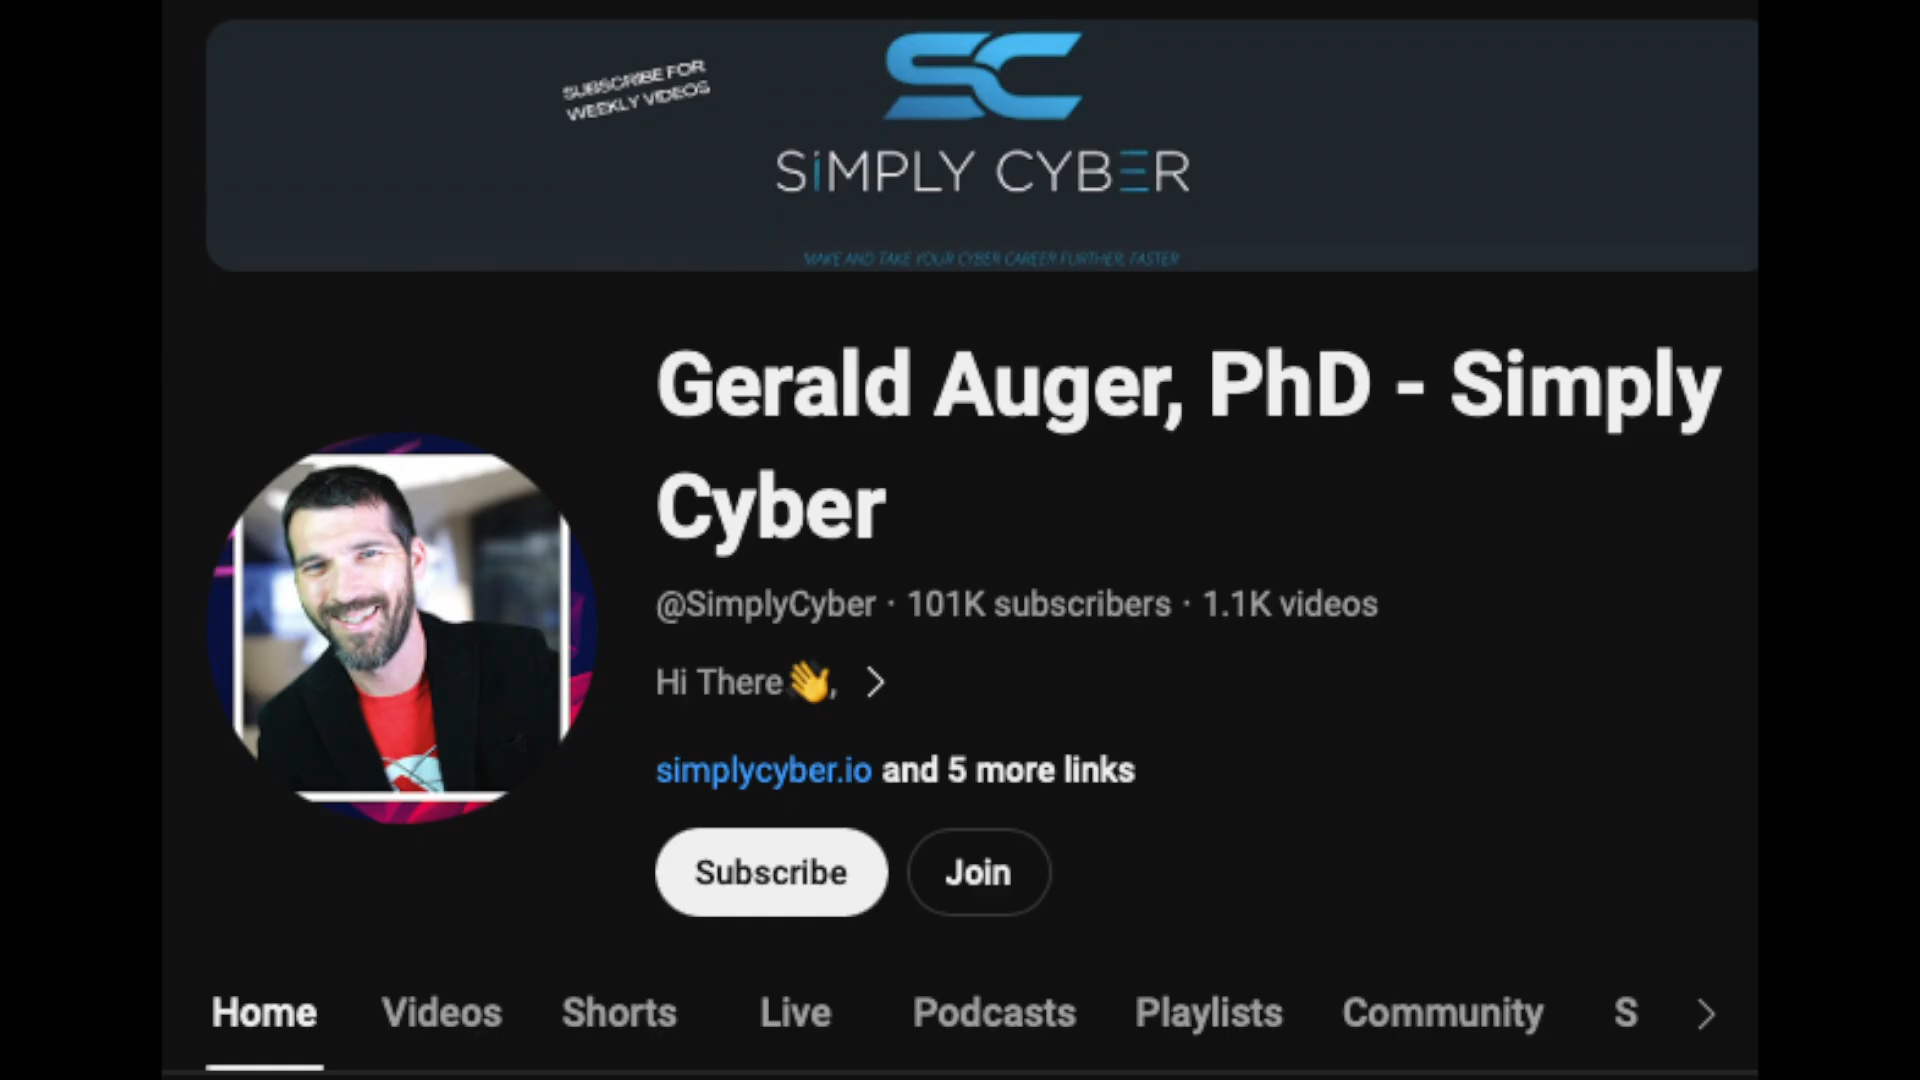 SUBSCRIBE FOR
WEEKLY VIDEOS
SC
SiMPLY CYBER
MAKE AND TAKE YOUR CYBER CAREER FURTHER, FASTER
Gerald Auger, PhD - Simply
Cyber
@SimplyCyber · 101K subscribers · 1.1K videos
Hi There👋,
simplycyber.io and 5 more links
Subscribe Join
Home Videos Shorts Live Podcasts Playlists Community S